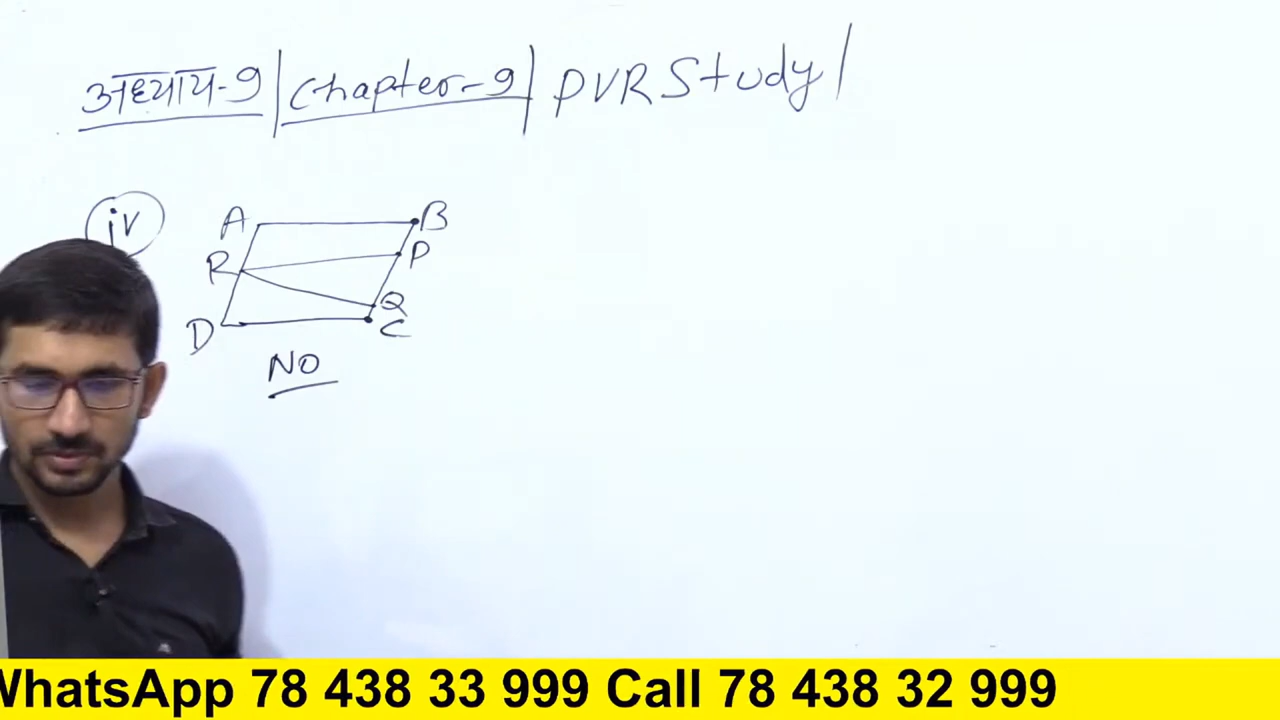 अध्याय-9 | Chapter-9 | PVR Study |
iv
A B
R P
Q
D C
NO
WhatsApp 78 438 33 999 Call 78 438 32 999